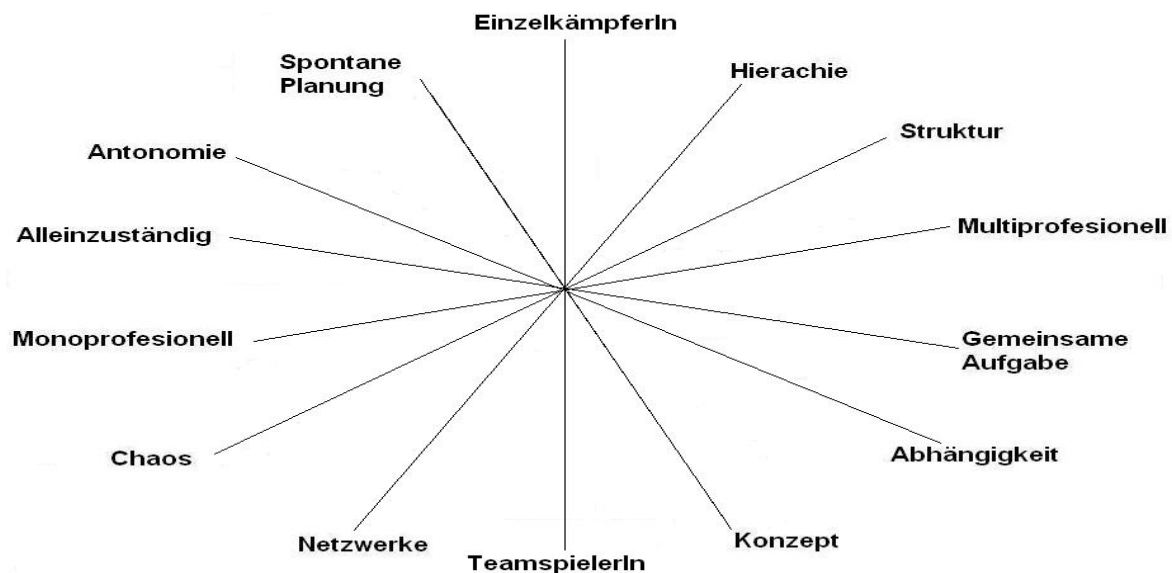 EinzelkämpferIn
Spontane
Planung
Hierachie
Struktur
Antonomie
Alleinzuständig
Multiprofesionell
Monoprofesionell
Gemeinsame
Aufgabe
Chaos
Abhängigkeit
Netzwerke
Konzept
TeamspielerIn